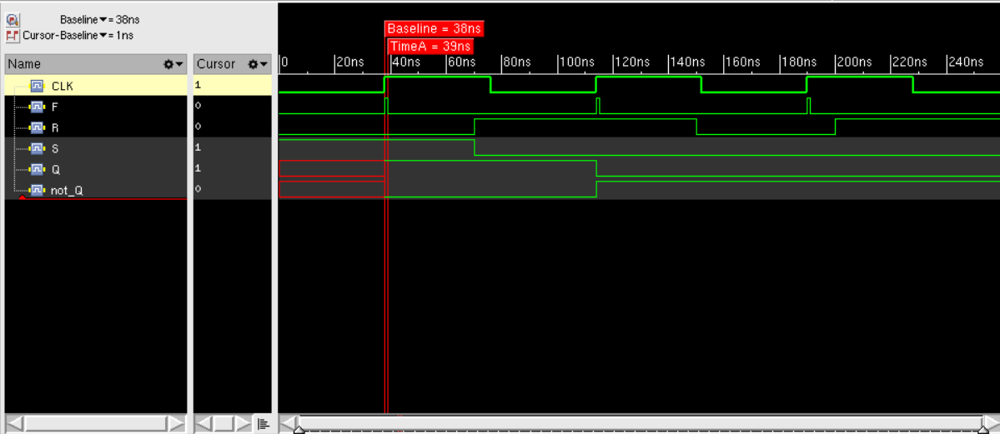 Baseline▼= 38ns
Cursor-Baseline▼= 1ns
Baseline = 38ns
TimeA = 39ns
Name Cursor 0 20ns 40ns 60ns 80ns 100ns 120ns 140ns 160ns 180ns 200ns 220ns 240ns
CLK 1
F 0
R 0
S 1
Q 1
not_Q 0